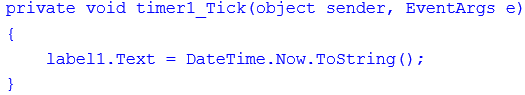 private void timer1_Tick(object sender, EventArgs e)
{
    label1.Text = DateTime.Now.ToString();
}